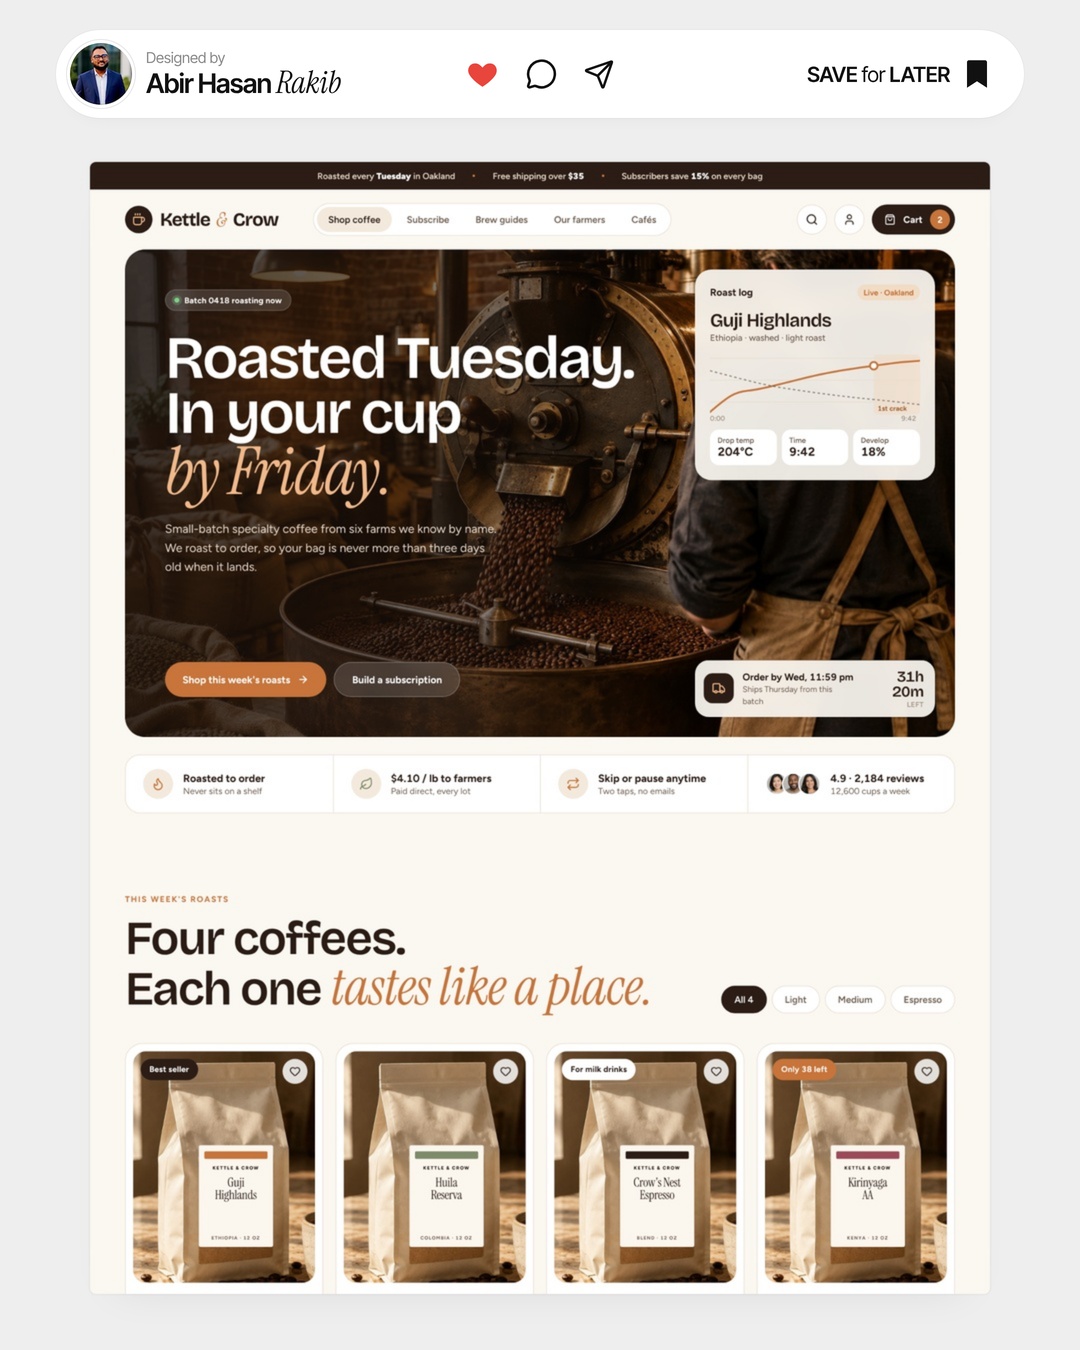 Designed by
Abir Hasan Rakib
SAVE for LATER
Roasted every Tuesday in Oakland • Free shipping over $35 • Subscribers save 15% on every bag
Kettle & Crow
Shop coffee
Subscribe
Brew guides
Our farmers
Cafés
Cart 2
Batch 0418 roasting now
Roasted Tuesday.
In your cup
by Friday.
Small-batch specialty coffee from six farms we know by name.
We roast to order, so your bag is never more than three days
old when it lands.
Shop this week's roasts →
Build a subscription
Roast log
Live · Oakland
Guji Highlands
Ethiopia · washed · light roast
1st crack
0:00
9:42
Drop temp
204°C
Time
9:42
Develop
18%
Order by Wed, 11:59 pm
Ships Thursday from this
batch
31h
20m
LEFT
Roasted to order
Never sits on a shelf
$4.10 / lb to farmers
Paid direct, every lot
Skip or pause anytime
Two taps, no emails
4.9 · 2,184 reviews
12,600 cups a week
THIS WEEK'S ROASTS
Four coffees.
Each one tastes like a place.
All 4
Light
Medium
Espresso
Best seller
KETTLE & CROW
Guji
Highlands
ETHIOPIA · 12 OZ
KETTLE & CROW
Huila
Reserva
COLOMBIA · 12 OZ
For milk drinks
KETTLE & CROW
Crow's Nest
Espresso
BLEND · 12 OZ
Only 38 left
KETTLE & CROW
Kirinyaga
AA
KENYA · 12 OZ